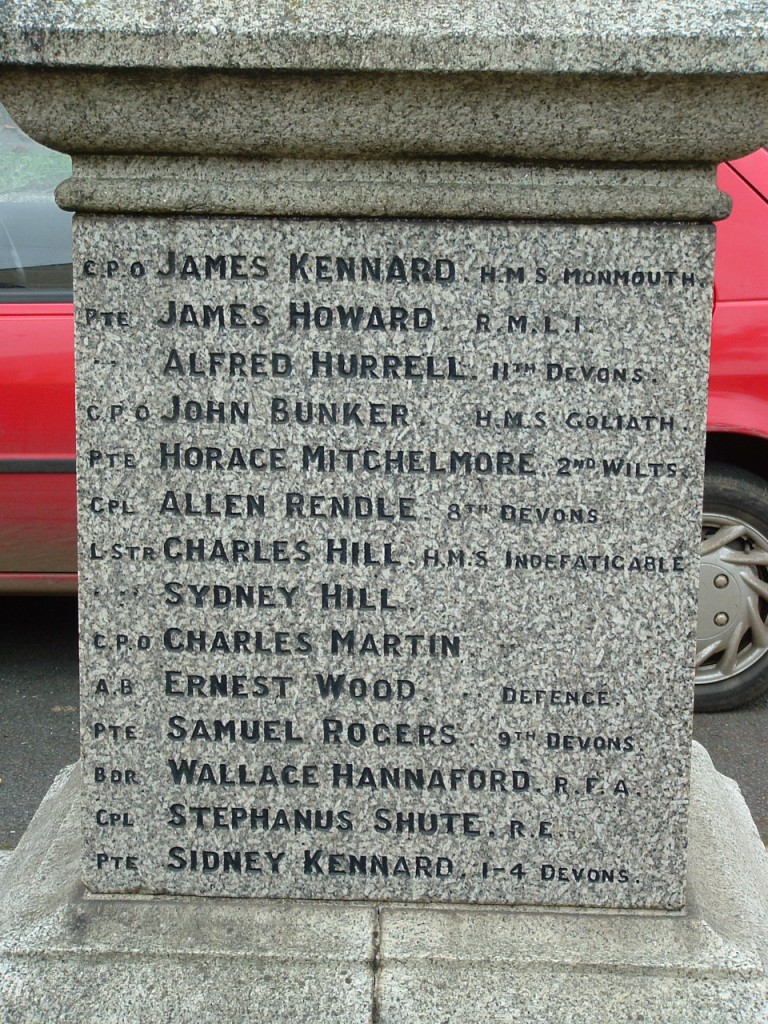 C.P.O JAMES KENNARD. H.M.S. MONMOUTH.
PTE JAMES HOWARD. R.M.L.I.
" ALFRED HURRELL. 11TH DEVONS.
C.P.O JOHN BUNKER. H.M.S GOLIATH.
PTE HORACE MITCHELMORE. 2ND WILTS.
CPL ALLEN RENDLE. 8TH DEVONS.
L-STR CHARLES HILL. H.M.S INDEFATIGABLE
" " SYDNEY HILL.
C.P.O CHARLES MARTIN. "
A.B ERNEST WOOD. " DEFENCE.
PTE SAMUEL ROGERS. 9TH DEVONS.
BDR WALLACE HANNAFORD. R.F.A.
CPL STEPHANUS SHUTE. R.E.
PTE SIDNEY KENNARD. 1-4 DEVONS.